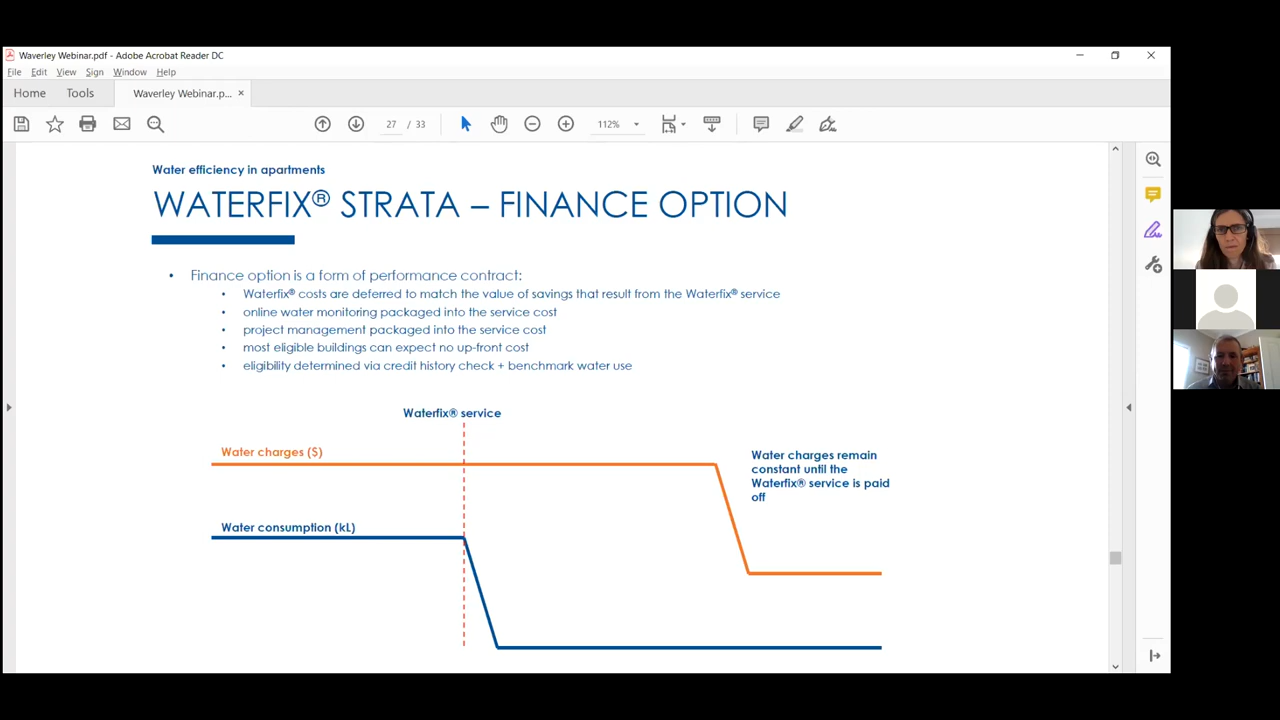 Waverley Webinar.pdf - Adobe Acrobat Reader DC
File Edit View Sign Window Help
Home Tools Waverley Webinar.p... ×
27 / 33 112%
Water efficiency in apartments
WATERFIX® STRATA – FINANCE OPTION
• Finance option is a form of performance contract:
• Waterfix® costs are deferred to match the value of savings that result from the Waterfix® service
• online water monitoring packaged into the service cost
• project management packaged into the service cost
• most eligible buildings can expect no up-front cost
• eligibility determined via credit history check + benchmark water use
Waterfix® service
Water charges ($)
Water charges remain
constant until the
Waterfix® service is paid
off
Water consumption (kL)